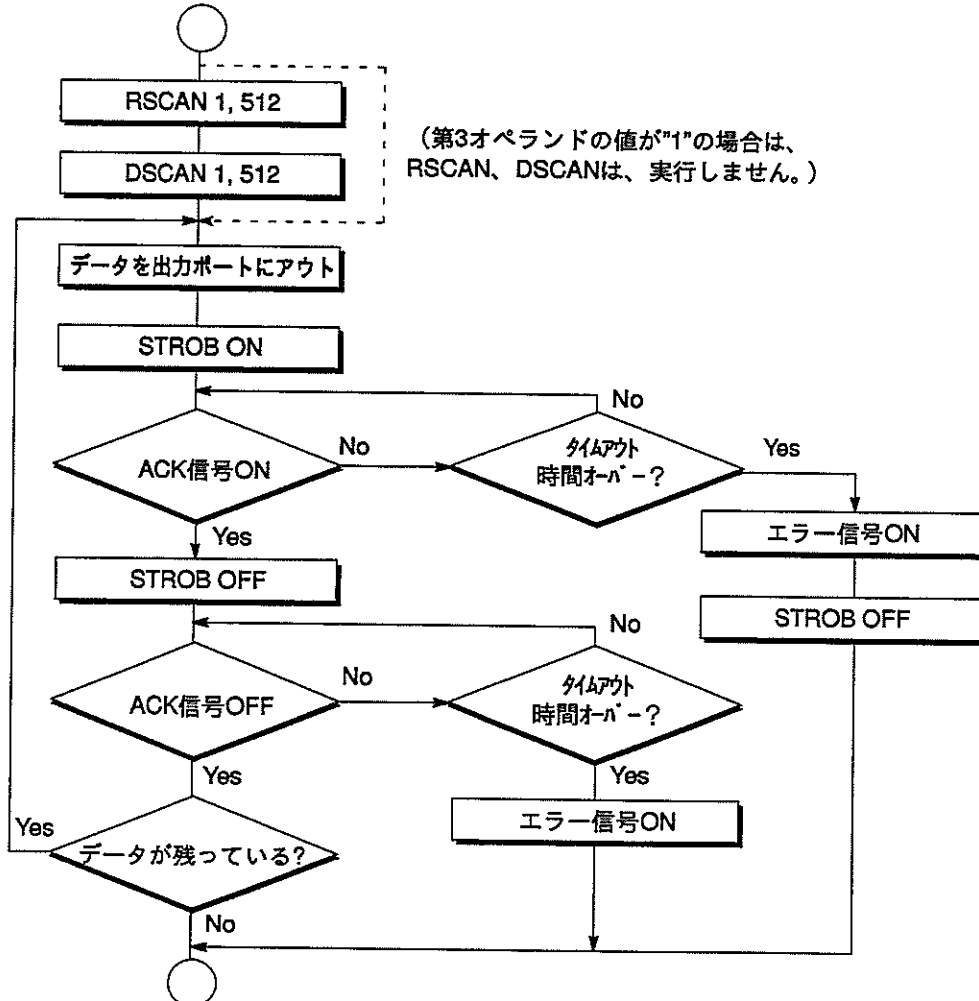 RSCAN 1, 512
DSCAN 1, 512
(第3オペランドの値が"1"の場合は、
RSCAN、DSCANは、実行しません。)
データを出力ポートにアウト
STROB ON
No
ACK信号ON
No
タイムアウト
時間オーバー?
Yes
Yes
エラー信号ON
STROB OFF
STROB OFF
No
ACK信号OFF
No
タイムアウト
時間オーバー?
Yes
Yes
エラー信号ON
Yes
データが残っている?
No